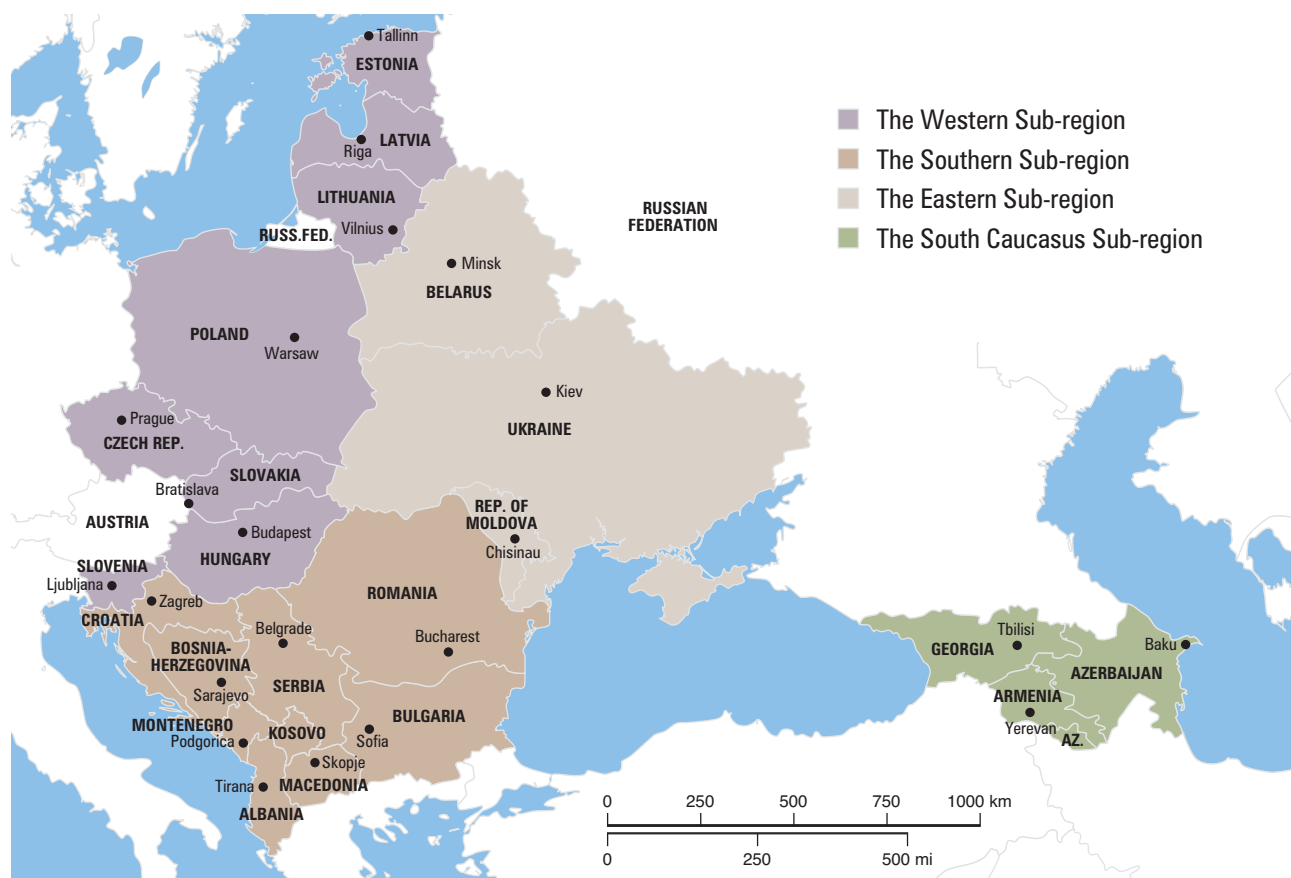 Tallinn
ESTONIA
LATVIA
Riga
LITHUANIA
Vilnius
RUSS.FED.
RUSSIAN
FEDERATION
Minsk
BELARUS
POLAND
Warsaw
Kiev
UKRAINE
Prague
CZECH REP.
SLOVAKIA
Bratislava
AUSTRIA
Budapest
HUNGARY
REP. OF
MOLDOVA
Chisinau
SLOVENIA
Ljubljana
Zagreb
CROATIA
ROMANIA
Bucharest
Belgrade
BOSNIA-
HERZEGOVINA
Sarajevo
SERBIA
MONTENEGRO
Podgorica
KOSOVO
BULGARIA
Sofia
Skopje
MACEDONIA
Tirana
ALBANIA
Tbilisi
GEORGIA
Baku
AZERBAIJAN
ARMENIA
Yerevan
AZ.
The Western Sub-region
The Southern Sub-region
The Eastern Sub-region
The South Caucasus Sub-region
0 250 500 750 1000 km
0 250 500 mi